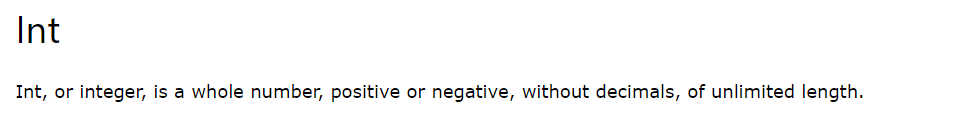 Int
Int, or integer, is a whole number, positive or negative, without decimals, of unlimited length.